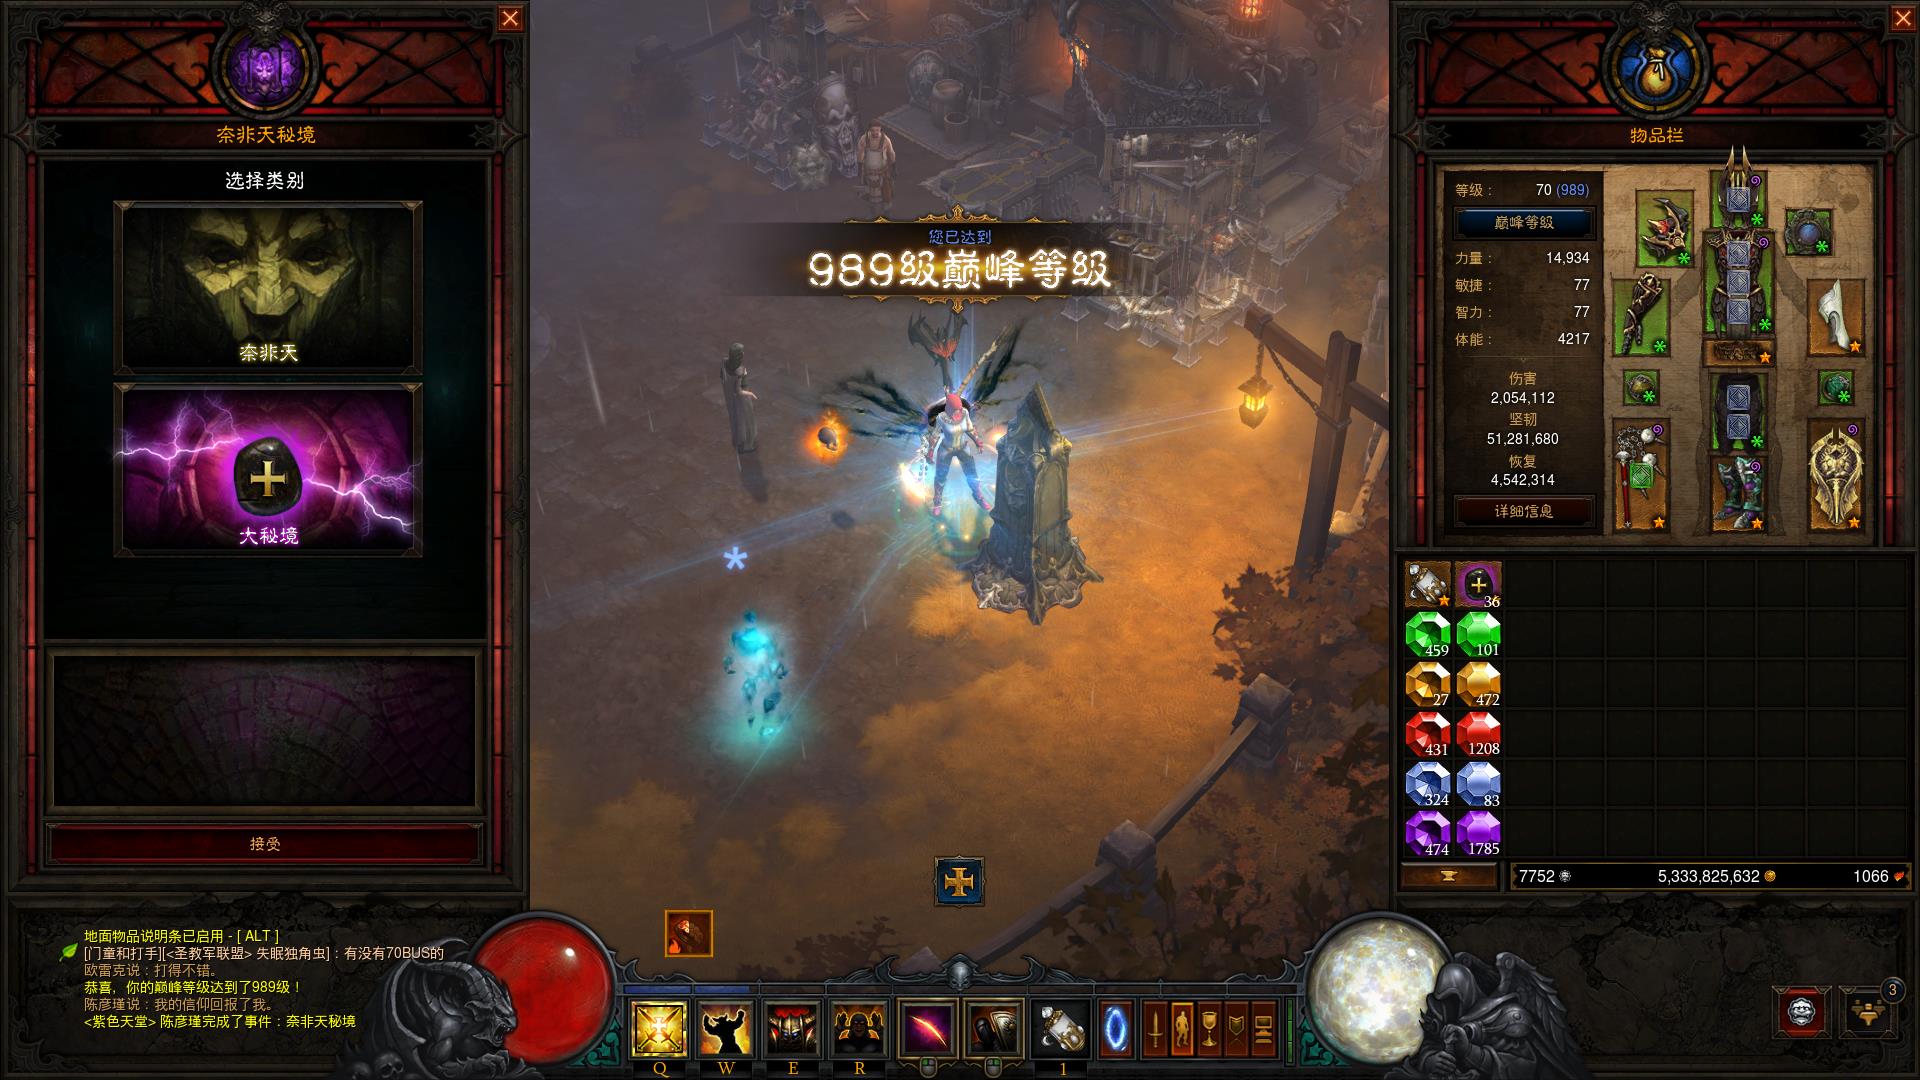 奈非天秘境
选择类别
奈非天
大秘境
接受
您已达到
989级巅峰等级
物品栏
等级： 70 (989)
巅峰等级
力量： 14,934
敏捷： 77
智力： 77
体能： 4217
伤害
2,054,112
坚韧
51,281,680
恢复
4,542,314
详细信息
36
459 101
27 472
431 1208
324 83
474 1785
7752 5,333,825,632 1066
地面物品说明条已启用 - [ ALT ]
[门童和打手][<圣教军联盟> 失眠独角虫]：有没有70BUS的
欧雷克说：打得不错。
恭喜，你的巅峰等级达到了989级！
陈彦瑾说：我的信仰回报了我。
<紫色天堂> 陈彦瑾完成了事件：奈非天秘境
Q W E R 1
3